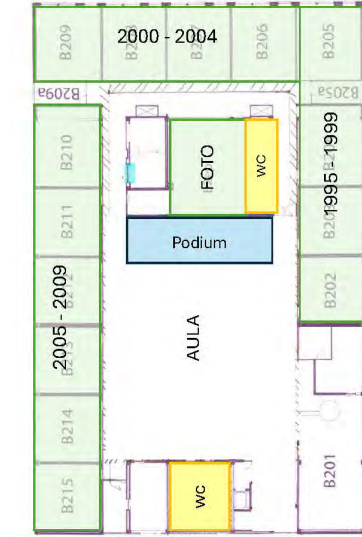 B209
2000 - 2004
B206
B205
B209a
B205a
B210
FOTO
WC
1995 - 1999
B211
Podium
B202
2005 - 2009
AULA
B214
B201
B215
WC